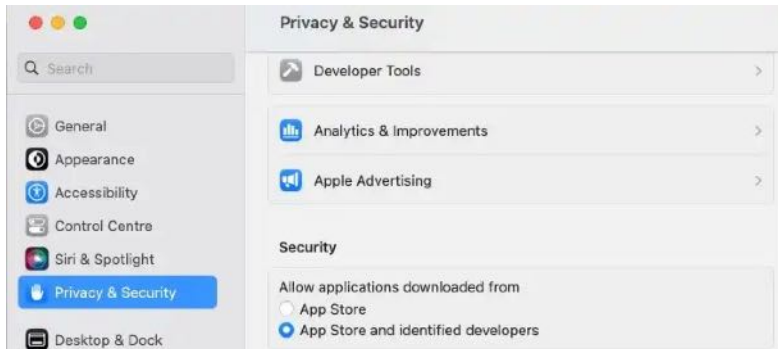 Privacy & Security
Search
General
Appearance
Accessibility
Control Centre
Siri & Spotlight
Privacy & Security
Desktop & Dock
Developer Tools
Analytics & Improvements
Apple Advertising
Security
Allow applications downloaded from
App Store
App Store and identified developers